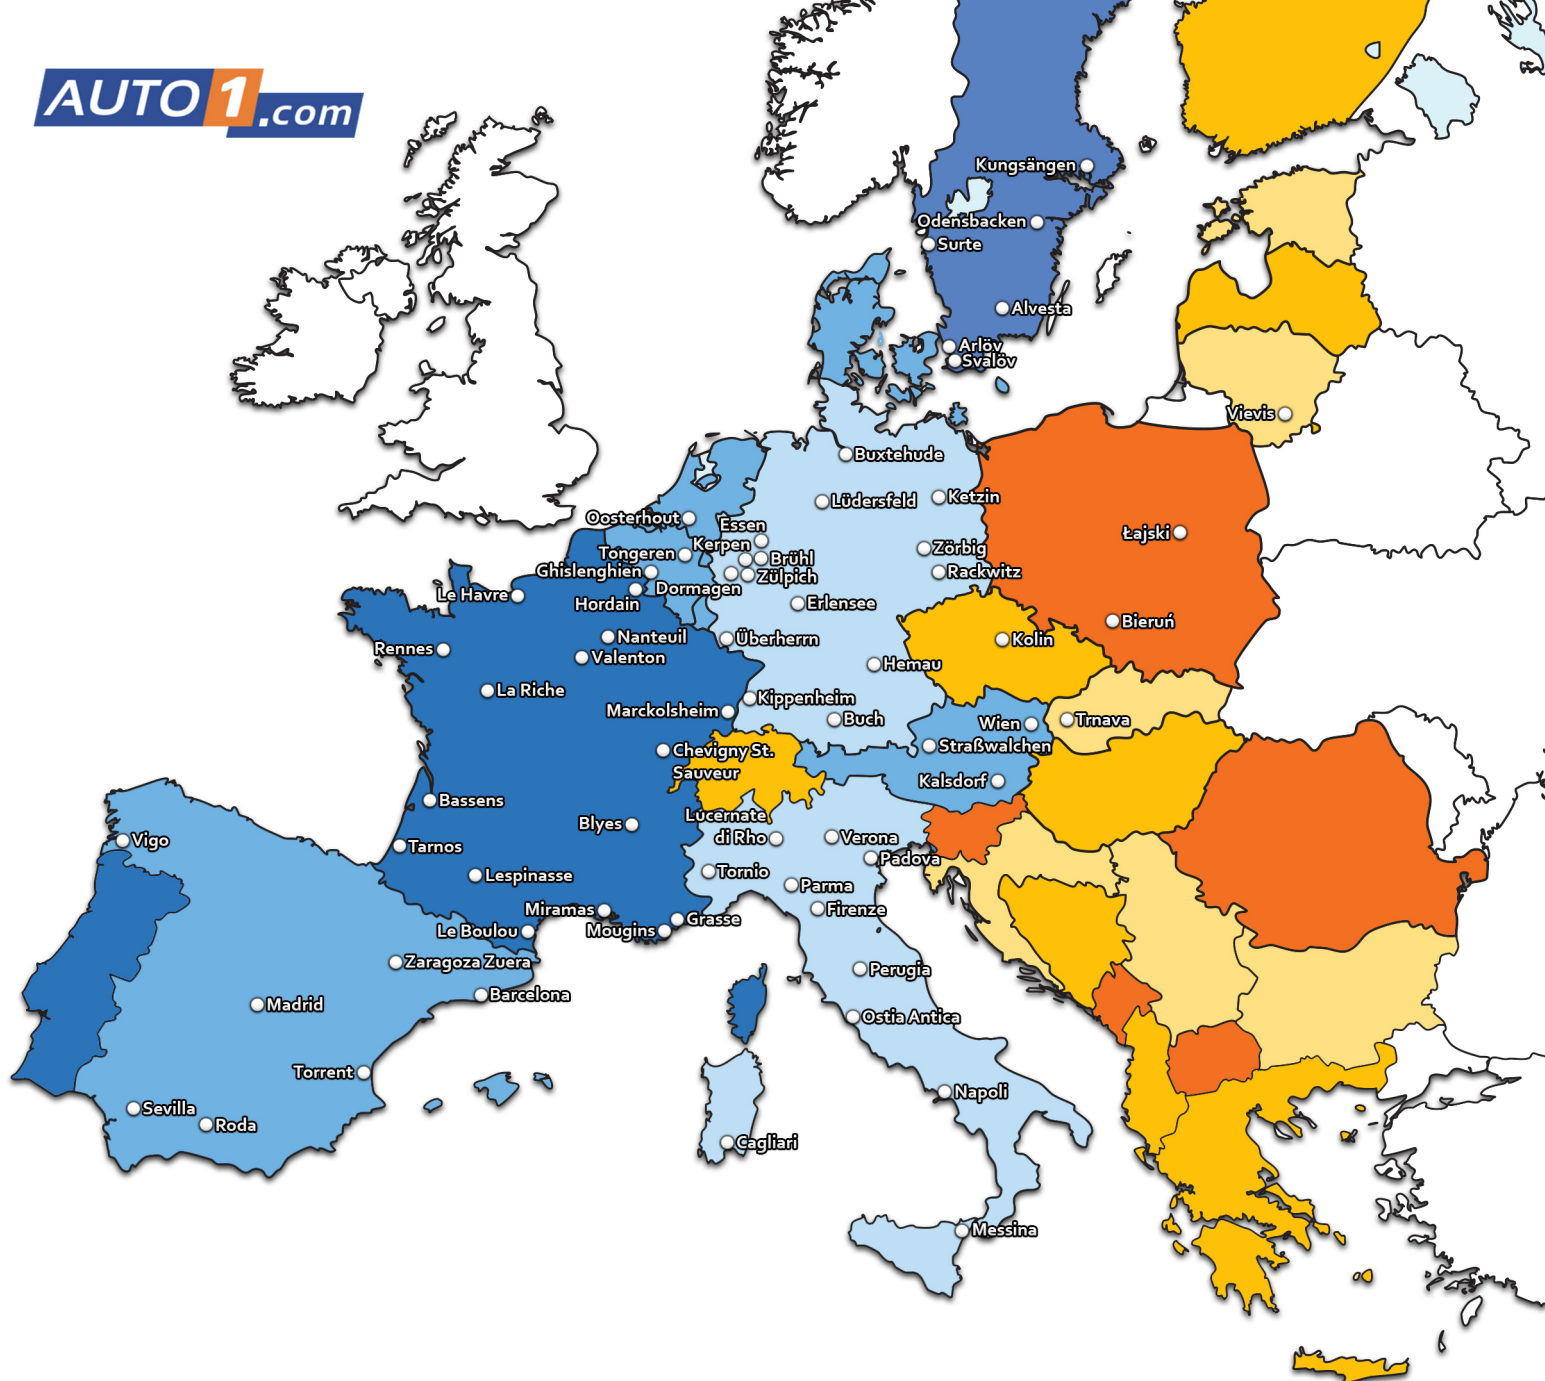 AUTO1.com
Kungsängen
Odensbacken
Surte
Alvesta
Arlöv
Svalöv
Vievis
Buxtehude
Lüdersfeld
Ketzin
Oosterhout
Essen
Łajski
Tongeren
Kerpen
Brühl
Zörbig
Ghislenghien
Zülpich
Rackwitz
Le Havre
Dormagen
Hordain
Erlensee
Bieruń
Nanteuil
Überherrn
Kolin
Rennes
Valenton
Hemau
La Riche
Kippenheim
Marckolsheim
Buch
Wien
Trnava
Chevigny St.
Sauveur
Straßwalchen
Kalsdorf
Bassens
Lucernate
di Rho
Blyes
Verona
Vigo
Tarnos
Padova
Lespinasse
Tornio
Parma
Miramas
Grasse
Firenze
Le Boulou
Mougins
Zaragoza Zuera
Perugia
Barcelona
Madrid
Ostia Antica
Torrent
Napoli
Sevilla
Roda
Cagliari
Messina